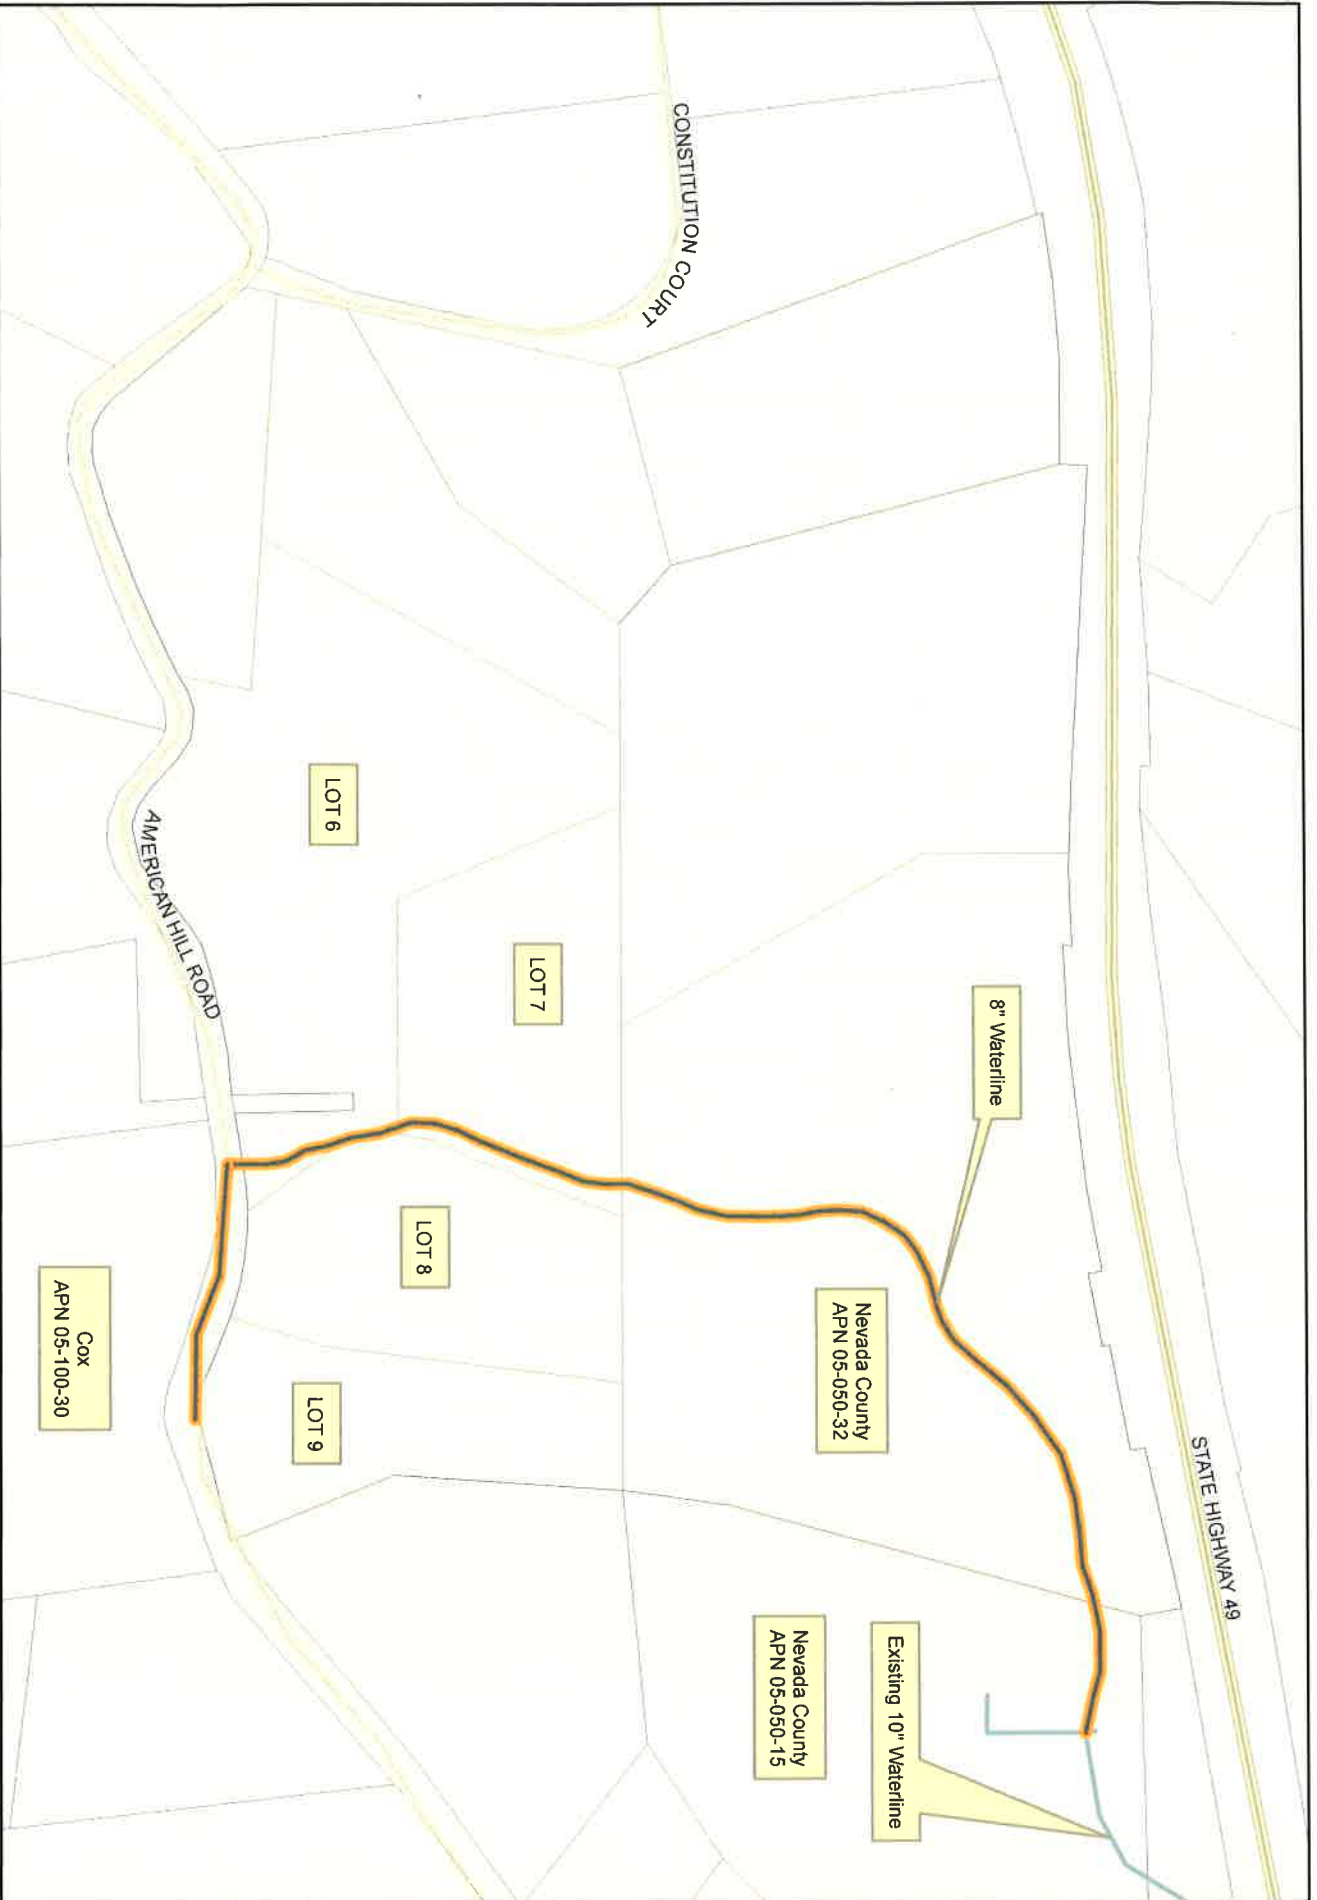 STATE HIGHWAY 49
CONSTITUTION COURT
8" Waterline
Existing 10" Waterline
Nevada County
APN 05-050-32
Nevada County
APN 05-050-15
LOT 7
LOT 8
LOT 6
LOT 9
AMERICAN HILL ROAD
Cox
APN 05-100-30